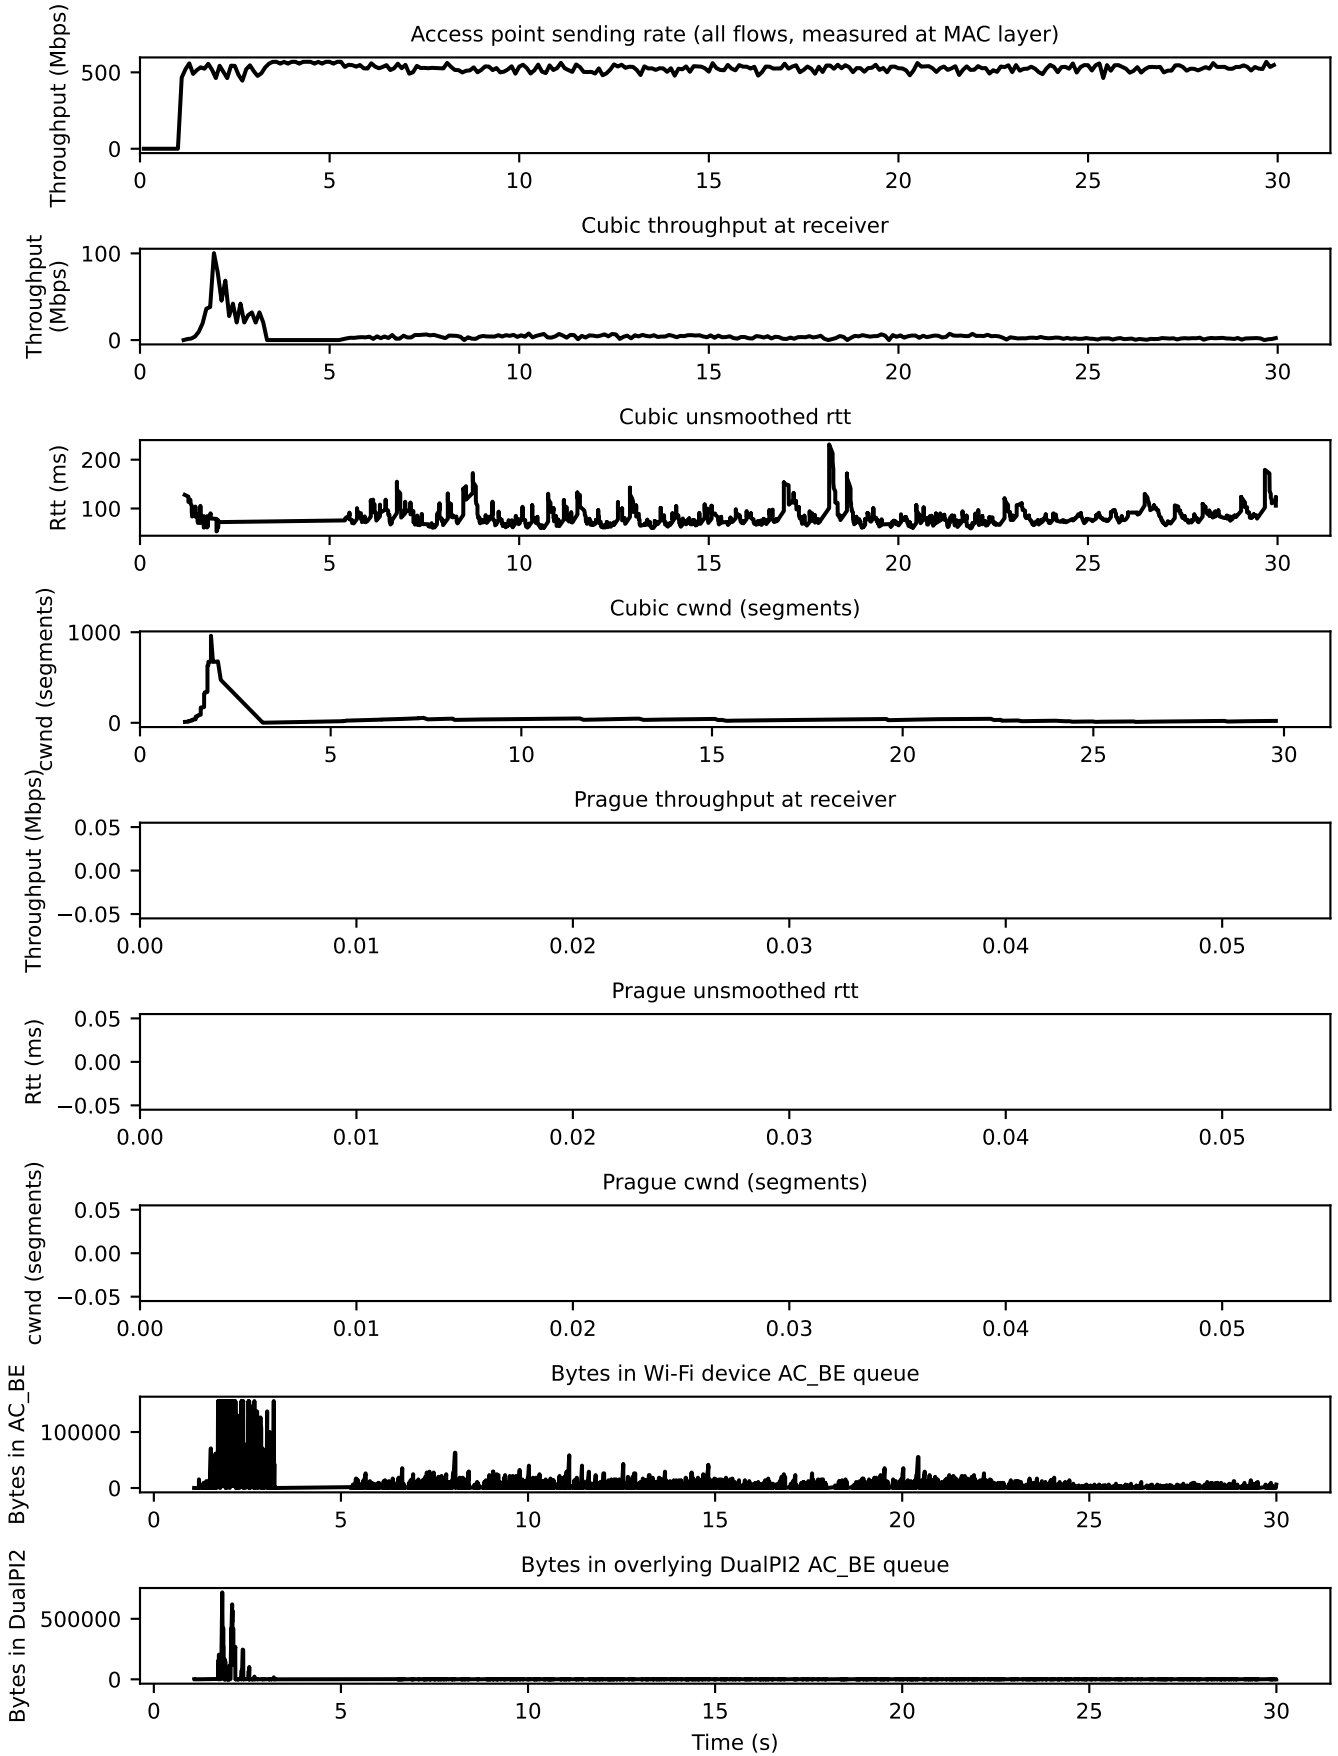 Access point sending rate (all flows, measured at MAC layer)
Throughput (Mbps)
500
0
0 5 10 15 20 25 30
Cubic throughput at receiver
Throughput
(Mbps)
100
0
0 5 10 15 20 25 30
Cubic unsmoothed rtt
Rtt (ms)
200
100
0 5 10 15 20 25 30
Cubic cwnd (segments)
cwnd (segments)
1000
0
0 5 10 15 20 25 30
Prague throughput at receiver
Throughput (Mbps)
0.05
0.00
−0.05
0.00 0.01 0.02 0.03 0.04 0.05
Prague unsmoothed rtt
Rtt (ms)
0.05
0.00
−0.05
0.00 0.01 0.02 0.03 0.04 0.05
Prague cwnd (segments)
cwnd (segments)
0.05
0.00
−0.05
0.00 0.01 0.02 0.03 0.04 0.05
Bytes in Wi-Fi device AC_BE queue
Bytes in AC_BE
100000
0
0 5 10 15 20 25 30
Bytes in overlying DualPI2 AC_BE queue
Bytes in DualPI2
500000
0
0 5 10 15 20 25 30
Time (s)